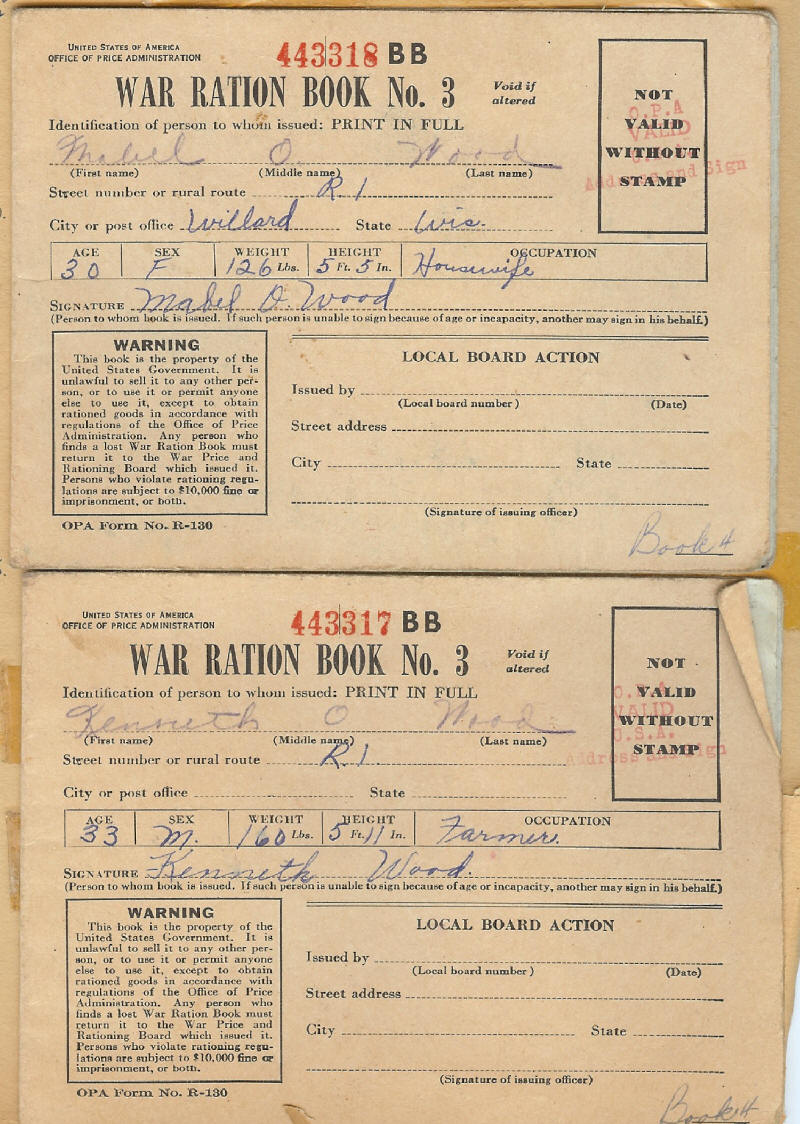 UNITED STATES OF AMERICA
OFFICE OF PRICE ADMINISTRATION
443318 BB
WAR RATION BOOK No. 3
Void if
altered
Identification of person to whom issued: PRINT IN FULL
Mabel O. Wood
(First name) (Middle name) (Last name)
Street number or rural route R. 1
City or post office Willard State Wis.
AGE SEX WEIGHT HEIGHT OCCUPATION
30 F 126 Lbs. 5 Ft. 5 In. Housewife
SIGNATURE Mabel O. Wood
(Person to whom book is issued. If such person is unable to sign because of age or incapacity, another may sign in his behalf.)
NOT
VALID
WITHOUT
STAMP
O.P.A
VALID
Address and Sign
WARNING
This book is the property of the
United States Government. It is
unlawful to sell it to any other per-
son, or to use it or permit anyone
else to use it, except to obtain
rationed goods in accordance with
regulations of the Office of Price
Administration. Any person who
finds a lost War Ration Book must
return it to the War Price and
Rationing Board which issued it.
Persons who violate rationing regu-
lations are subject to $10,000 fine or
imprisonment, or both.
OPA Form No. R-130
LOCAL BOARD ACTION
Issued by
(Local board number) (Date)
Street address
City State
(Signature of issuing officer)
Book 4
UNITED STATES OF AMERICA
OFFICE OF PRICE ADMINISTRATION
443317 BB
WAR RATION BOOK No. 3
Void if
altered
Identification of person to whom issued: PRINT IN FULL
Kenneth O Wood
(First name) (Middle name) (Last name)
Street number or rural route R. 1
City or post office State
AGE SEX WEIGHT HEIGHT OCCUPATION
33 M. 160 Lbs. 5 Ft. 11 In. Farmer.
SIGNATURE Kenneth Wood.
(Person to whom book is issued. If such person is unable to sign because of age or incapacity, another may sign in his behalf.)
NOT
VALID
WITHOUT
STAMP
O.P.A
VALID
U.S.A.
Address and Sign
WARNING
This book is the property of the
United States Government. It is
unlawful to sell it to any other per-
son, or to use it or permit anyone
else to use it, except to obtain
rationed goods in accordance with
regulations of the Office of Price
Administration. Any person who
finds a lost War Ration Book must
return it to the War Price and
Rationing Board which issued it.
Persons who violate rationing regu-
lations are subject to $10,000 fine or
imprisonment, or both.
OPA Form No. R-130
LOCAL BOARD ACTION
Issued by
(Local board number) (Date)
Street address
City State
(Signature of issuing officer)
Book 4